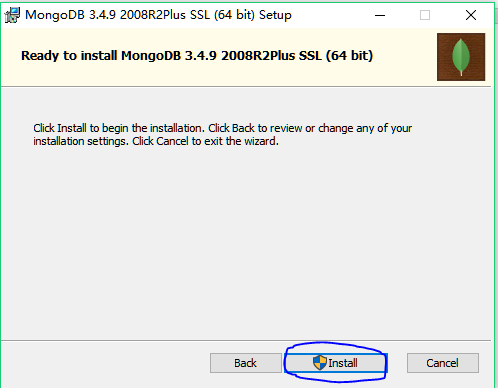 MongoDB 3.4.9 2008R2Plus SSL (64 bit) Setup
Ready to install MongoDB 3.4.9 2008R2Plus SSL (64 bit)
Click Install to begin the installation. Click Back to review or change any of your
installation settings. Click Cancel to exit the wizard.
Back Install Cancel